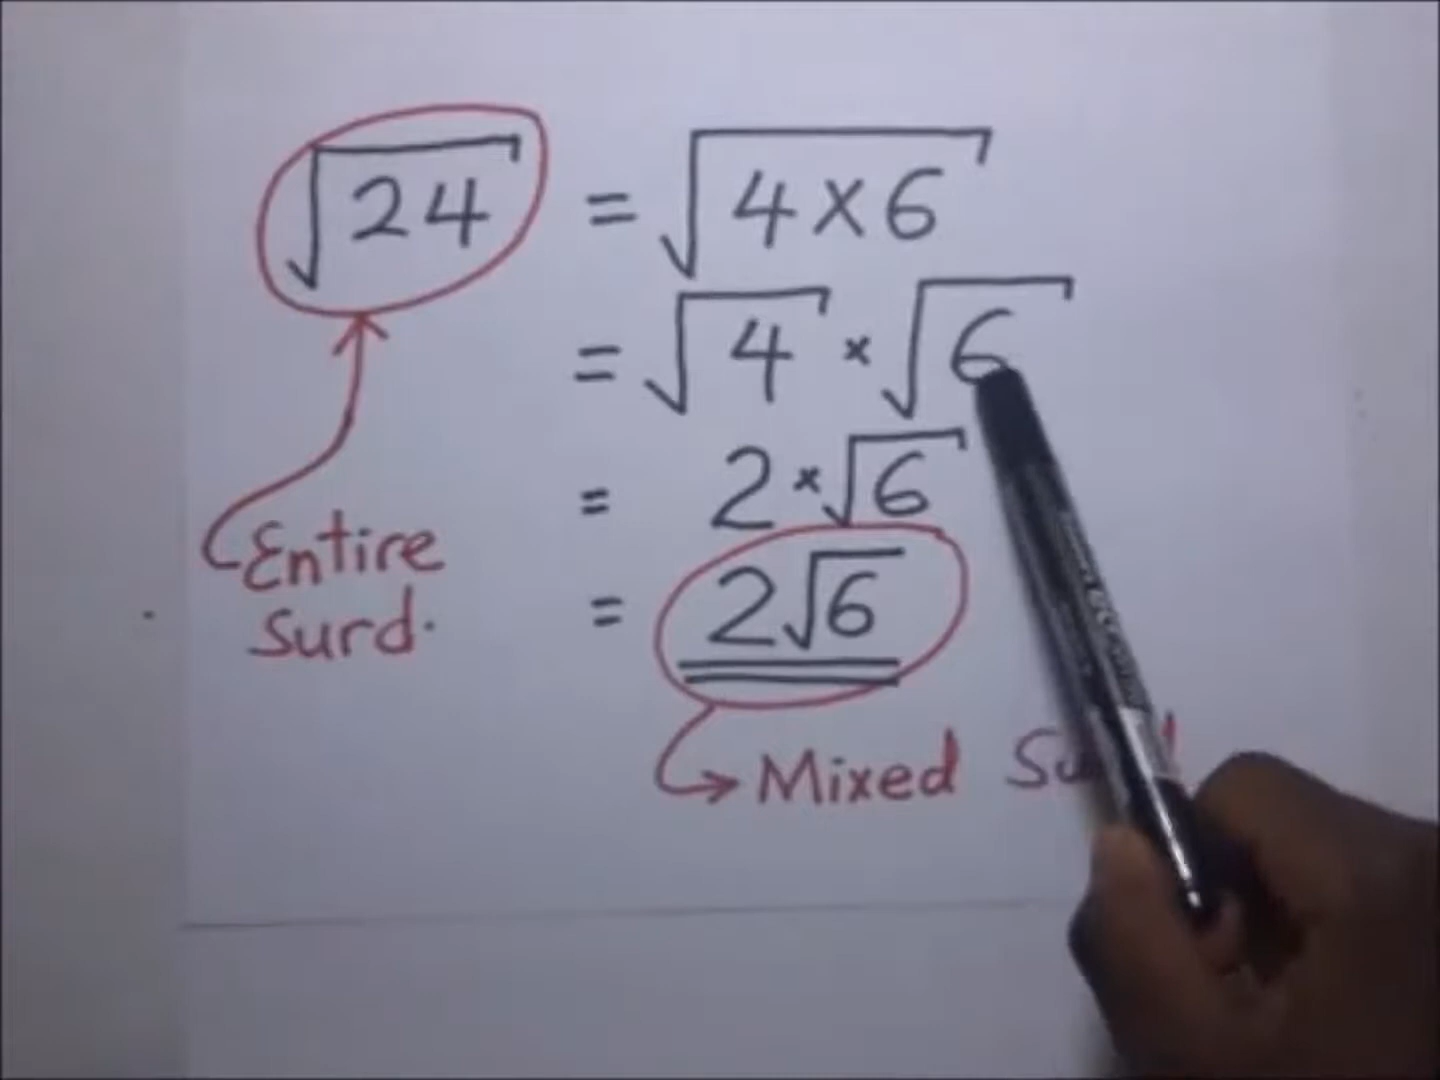 √24 = √4×6
= √4 × √6
= 2 × √6
= 2√6
Entire
Surd.
Mixed